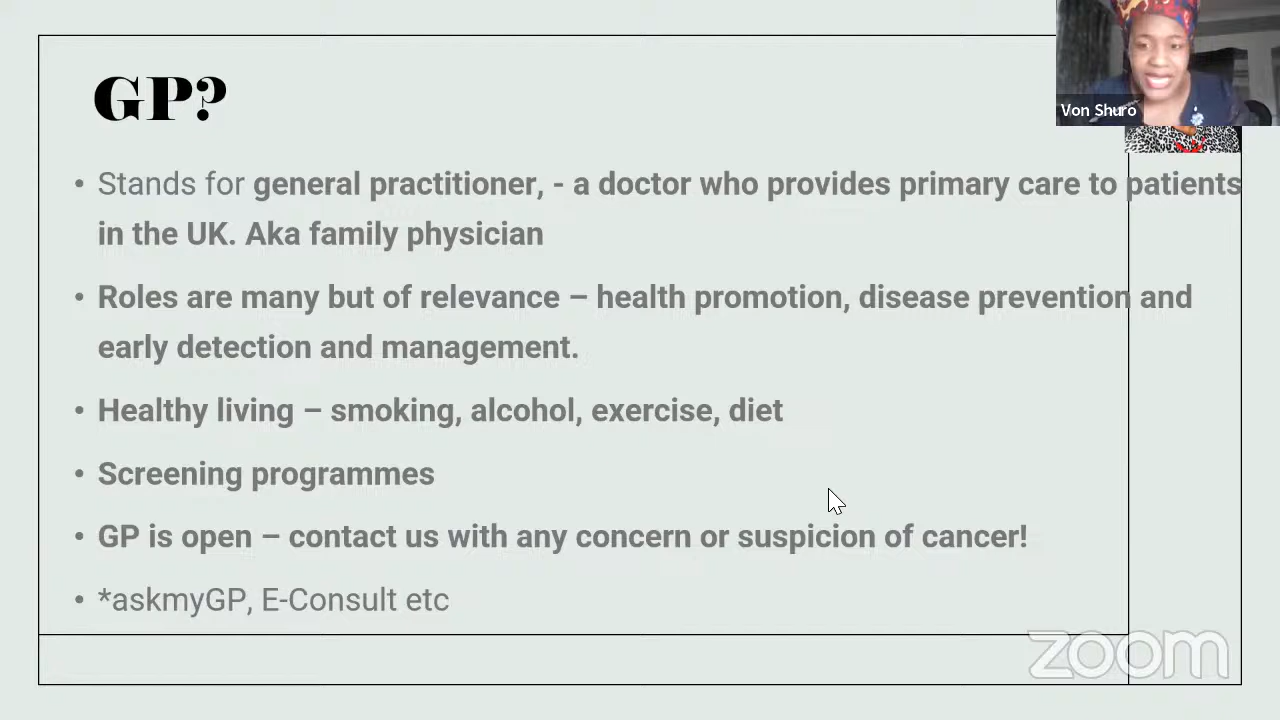 GP?
Von Shuro
• Stands for general practitioner, - a doctor who provides primary care to patients
in the UK. Aka family physician
• Roles are many but of relevance – health promotion, disease prevention and
early detection and management.
• Healthy living – smoking, alcohol, exercise, diet
• Screening programmes
• GP is open – contact us with any concern or suspicion of cancer!
• *askmyGP, E-Consult etc
zoom